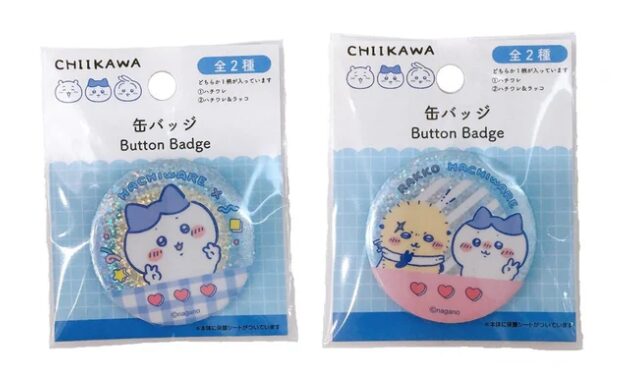 CHIIKAWA
全2種
どちらか1柄が入っています
①ハチワレ
②ハチワレ&ラッコ
缶バッジ
Button Badge
HACHIWARE
©nagano
※本体に保護シートがついています
CHIIKAWA
全2種
どちらか1柄が入っています
①ハチワレ
②ハチワレ&ラッコ
缶バッジ
Button Badge
RAKKO HACHIWARE
©nagano
※本体に保護シートがついています